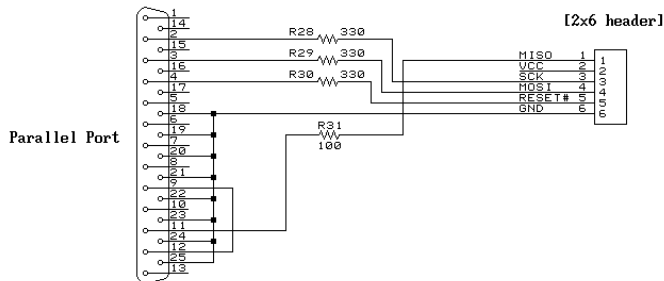 1
14
2
15
3
16
4
17
5
18
6
19
7
20
8
21
9
22
10
23
11
24
12
25
13
Parallel Port
R28 330
R29 330
R30 330
R31
100
[2x6 header]
MISO 1 1
VCC 2 2
SCK 3 3
MOSI 4 4
RESET# 5 5
GND 6 6